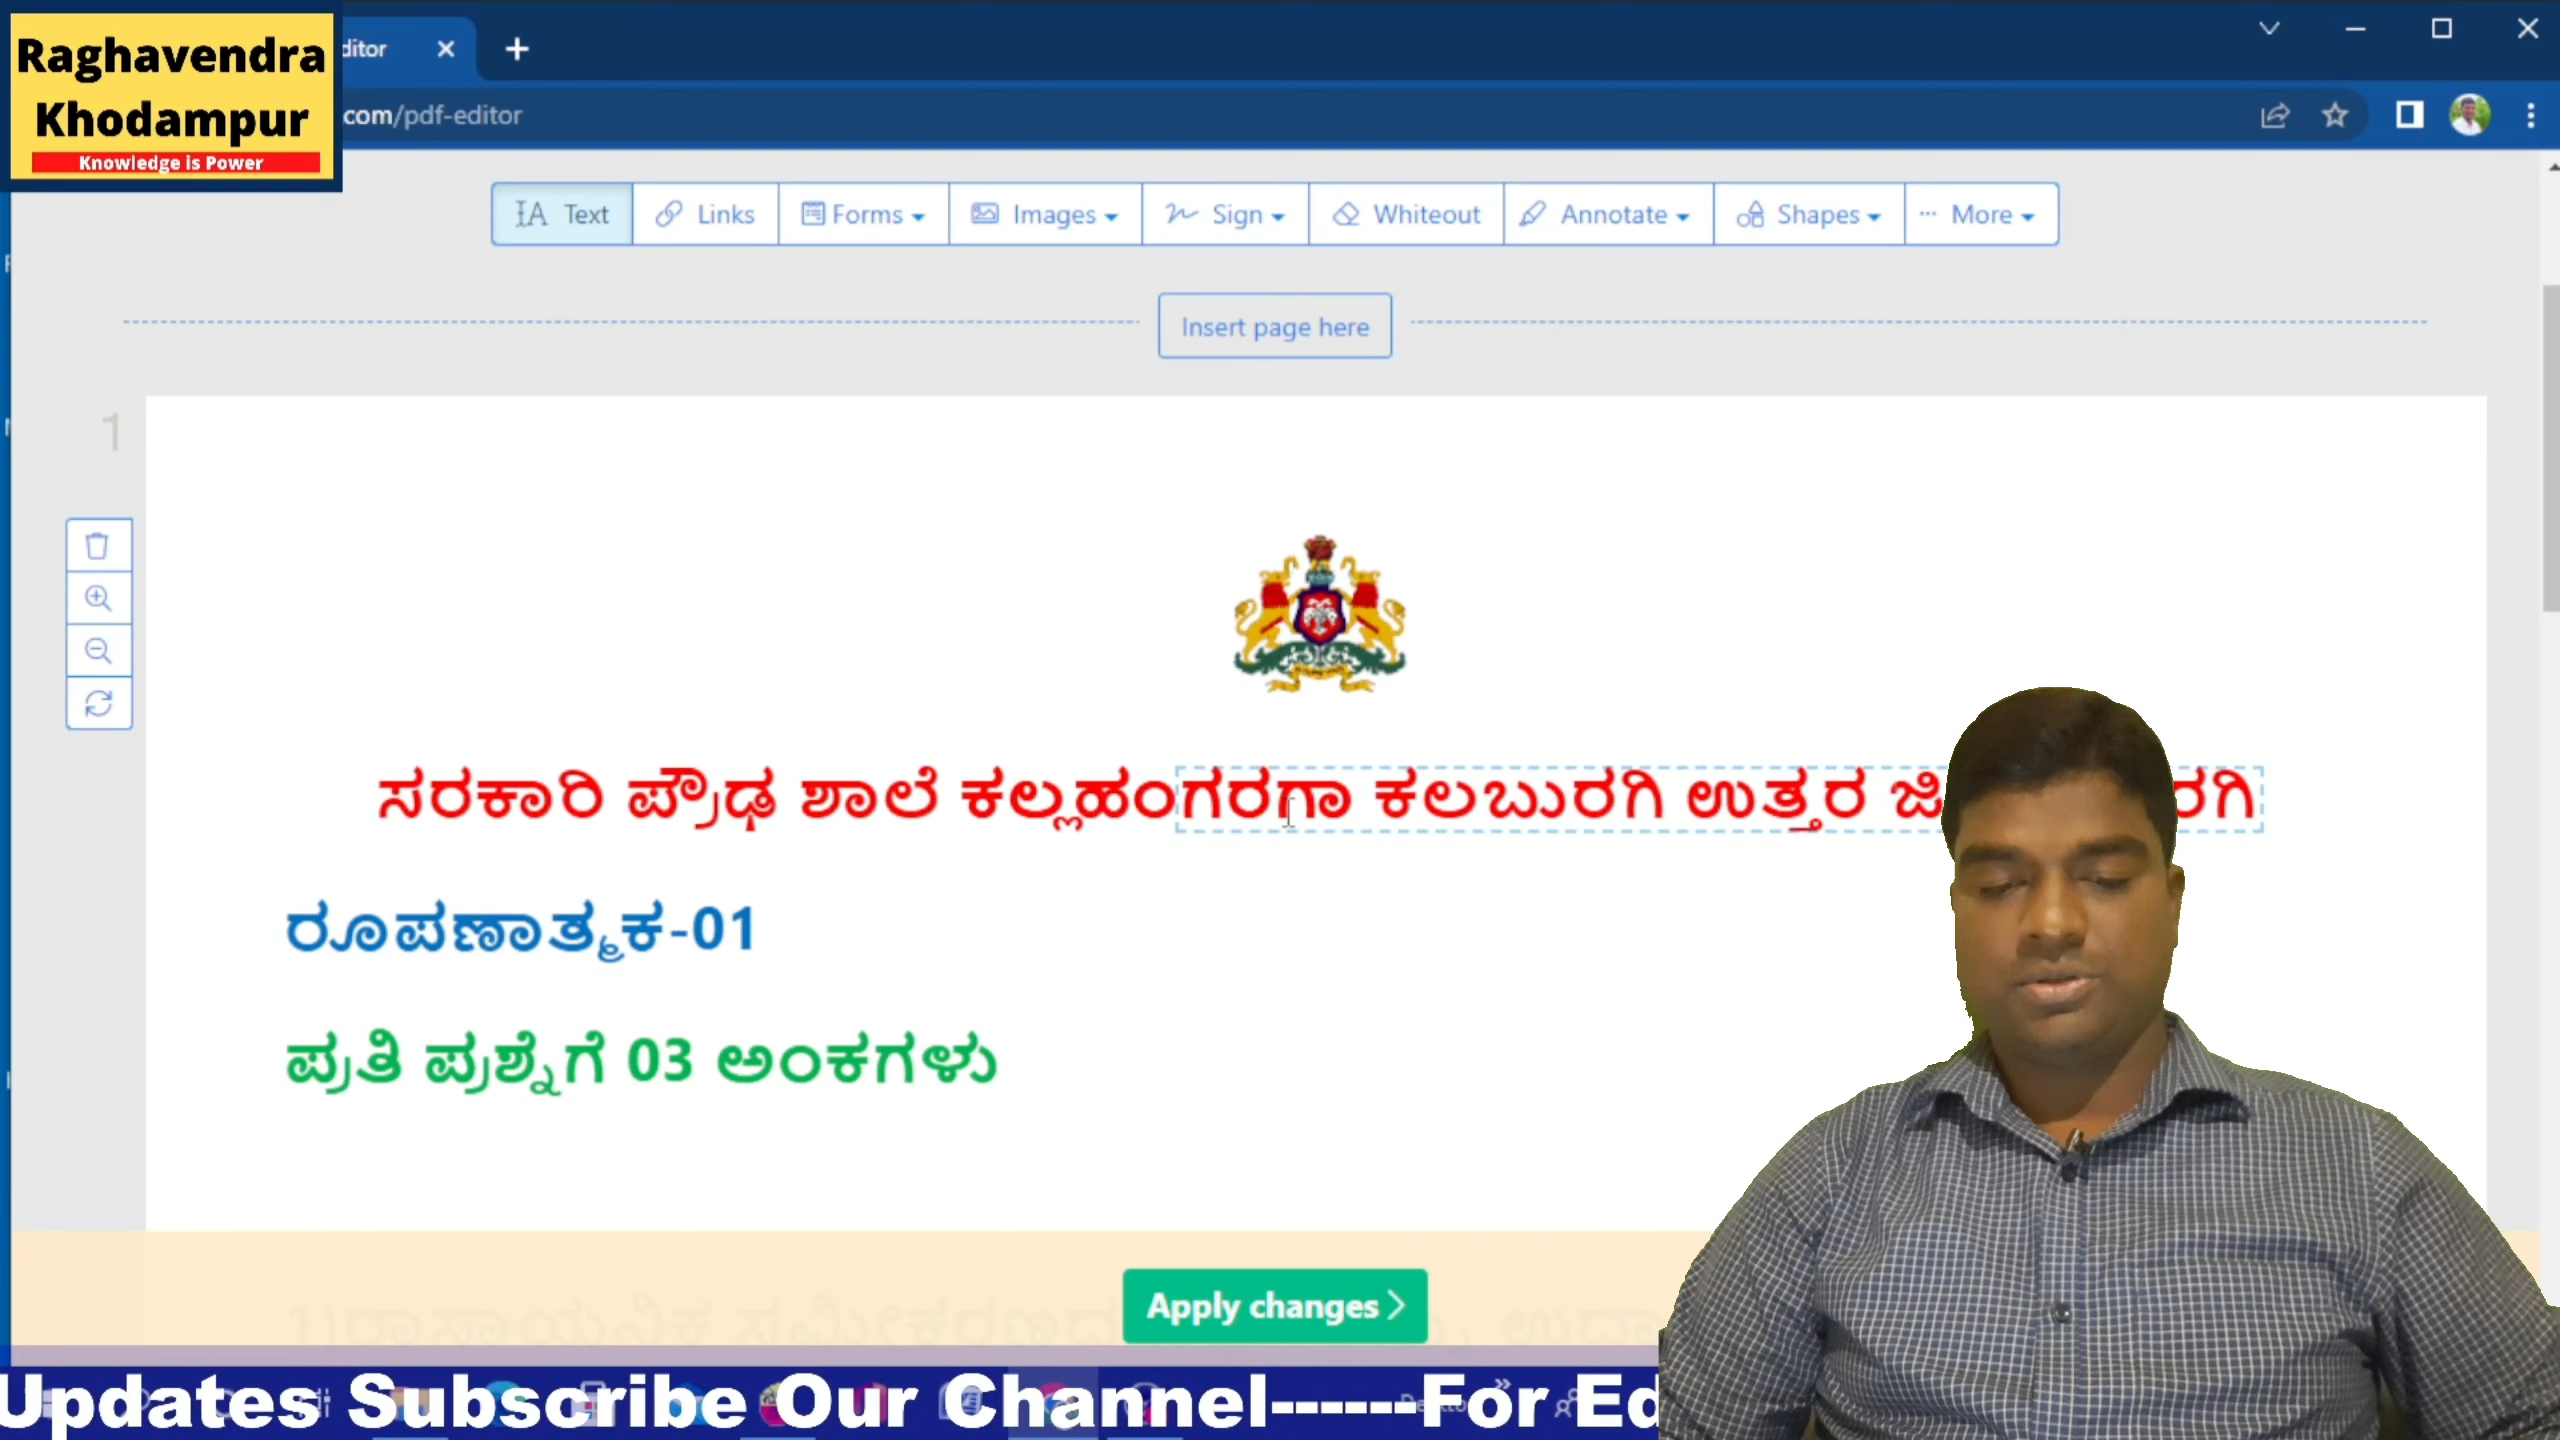 Raghavendra
Khodampur
Knowledge is Power
ditor
com/pdf-editor
Text Links Forms Images Sign Whiteout Annotate Shapes More
Insert page here
1
ಸರಕಾರಿ ಪ್ರೌಢ ಶಾಲೆ ಕಲ್ಲಹಂಗರಗಾ ಕಲಬುರಗಿ ಉತ್ತರ ಜಿ ರಗಿ
ರೂಪಣಾತ್ಮಕ-01
ಪ್ರತಿ ಪ್ರಶ್ನೆಗೆ 03 ಅಂಕಗಳು
1)ರಾಸಾಯನಿಕ
Apply changes
Updates Subscribe Our Channel------For Ed